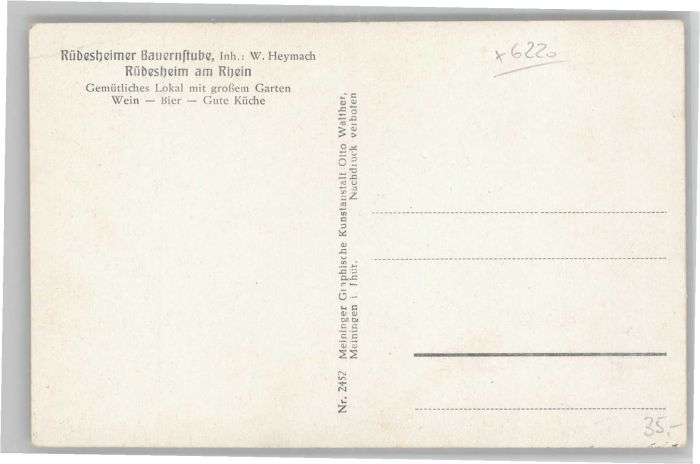 Rüdesheimer Bauernstube, Inh.: W. Heymach
Rüdesheim am Rhein
Gemütliches Lokal mit großem Garten
Wein — Bier — Gute Küche
x 6220
Nr. 2452 Meininger Graphische Kunstanstalt Otto Walther,
Meiningen i. Thür. Nachdruck verboten
35,-